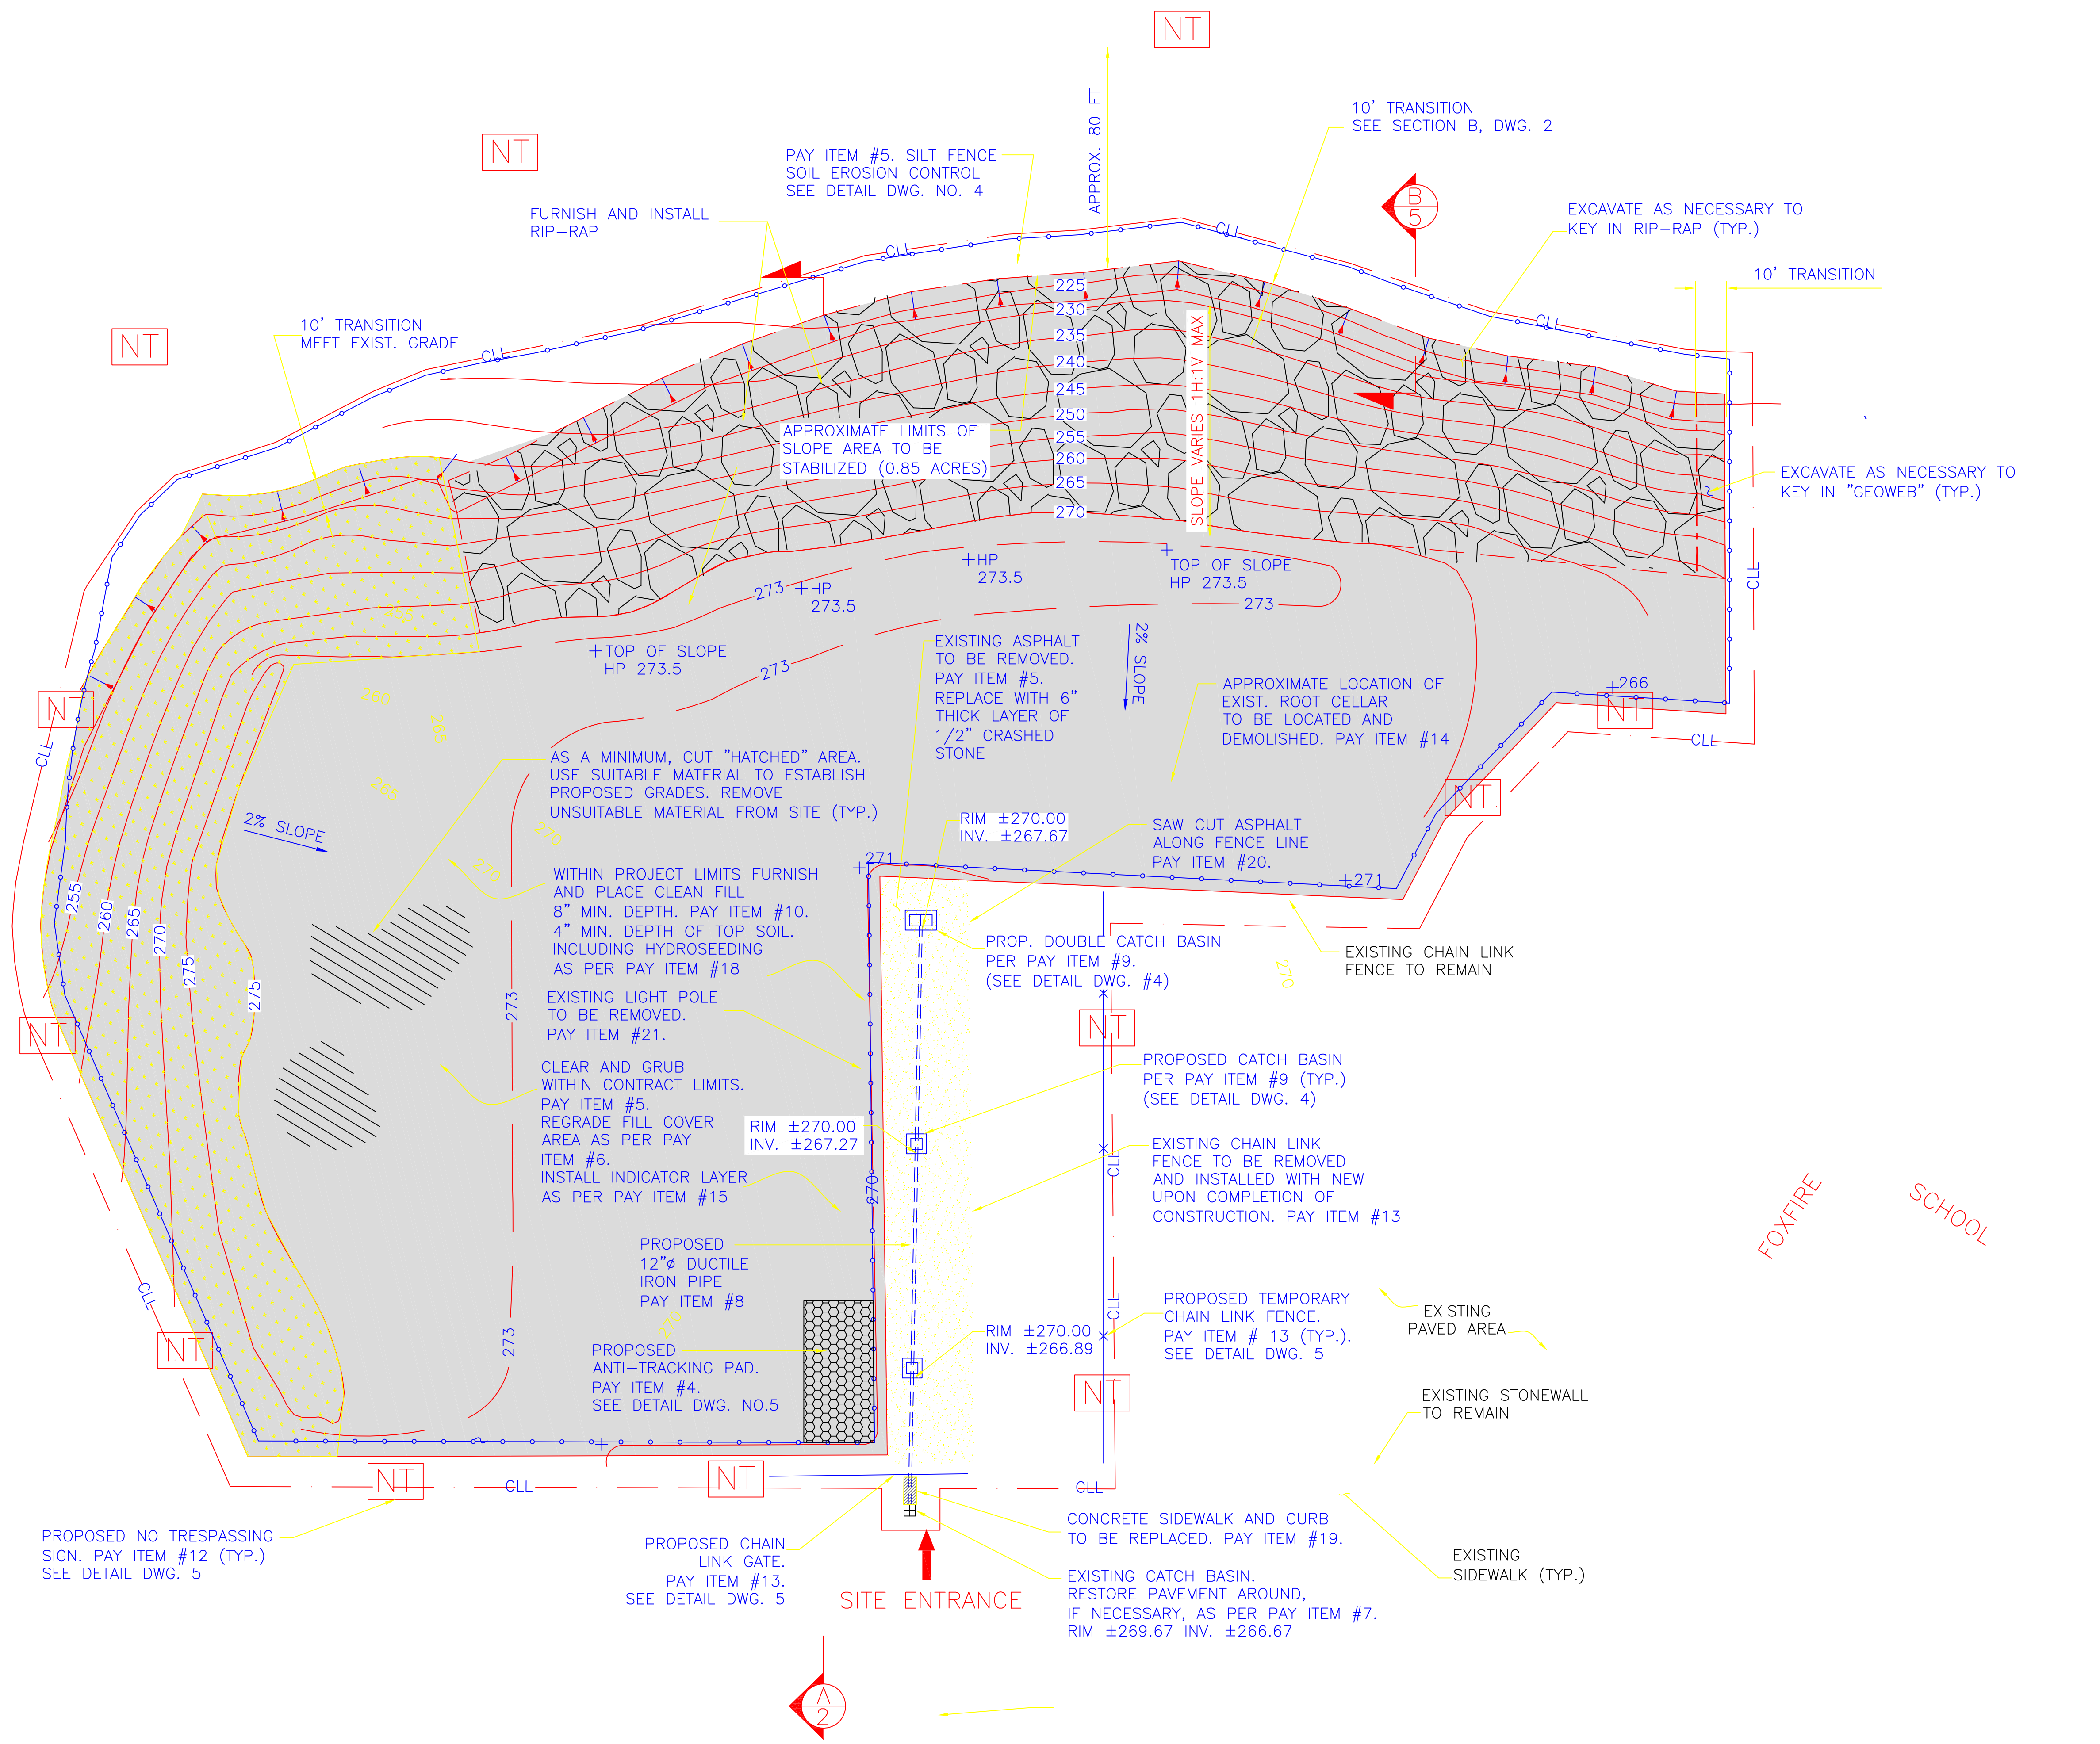 NT
10' TRANSITION
SEE SECTION B, DWG. 2
APPROX. 80 FT
NT
PAY ITEM #5. SILT FENCE
SOIL EROSION CONTROL
SEE DETAIL DWG. NO. 4
B
5
FURNISH AND INSTALL
RIP-RAP
EXCAVATE AS NECESSARY TO
KEY IN RIP-RAP (TYP.)
CLL
CLL
10' TRANSITION
225
230
235
240
245
250
255
260
265
270
SLOPE VARIES 1H:1V MAX
NT
10' TRANSITION
MEET EXIST. GRADE
CLL
CLL
APPROXIMATE LIMITS OF
SLOPE AREA TO BE
STABILIZED (0.85 ACRES)
EXCAVATE AS NECESSARY TO
KEY IN "GEOWEB" (TYP.)
CLL
HP
273.5
TOP OF SLOPE
HP 273.5
273
HP
273.5
273
TOP OF SLOPE
HP 273.5
273
2% SLOPE
EXISTING ASPHALT
TO BE REMOVED.
PAY ITEM #5.
REPLACE WITH 6"
THICK LAYER OF
1/2" CRASHED
STONE
APPROXIMATE LOCATION OF
EXIST. ROOT CELLAR
TO BE LOCATED AND
DEMOLISHED. PAY ITEM #14
266
NT
CLL
NT
NT
CLL
266
265
265
270
270
AS A MINIMUM, CUT "HATCHED" AREA.
USE SUITABLE MATERIAL TO ESTABLISH
PROPOSED GRADES. REMOVE
UNSUITABLE MATERIAL FROM SITE (TYP.)
2% SLOPE
RIM ±270.00
INV. ±267.67
SAW CUT ASPHALT
ALONG FENCE LINE
PAY ITEM #20.
271
271
WITHIN PROJECT LIMITS FURNISH
AND PLACE CLEAN FILL
8" MIN. DEPTH. PAY ITEM #10.
4" MIN. DEPTH OF TOP SOIL.
INCLUDING HYDROSEEDING
AS PER PAY ITEM #18
255
260
265
270
275
275
273
PROP. DOUBLE CATCH BASIN
PER PAY ITEM #9.
(SEE DETAIL DWG. #4)
EXISTING CHAIN LINK
FENCE TO REMAIN
270
EXISTING LIGHT POLE
TO BE REMOVED.
PAY ITEM #21.
NT
NT
CLEAR AND GRUB
WITHIN CONTRACT LIMITS.
PAY ITEM #5.
REGRADE FILL COVER
AREA AS PER PAY
ITEM #6.
INSTALL INDICATOR LAYER
AS PER PAY ITEM #15
PROPOSED CATCH BASIN
PER PAY ITEM #9 (TYP.)
(SEE DETAIL DWG. 4)
RIM ±270.00
INV. ±267.27
EXISTING CHAIN LINK
FENCE TO BE REMOVED
AND INSTALLED WITH NEW
UPON COMPLETION OF
CONSTRUCTION. PAY ITEM #13
CLL
270
FOXFIRE
SCHOOL
PROPOSED
12"ø DUCTILE
IRON PIPE
PAY ITEM #8
CLL
CLL
PROPOSED TEMPORARY
CHAIN LINK FENCE.
PAY ITEM # 13 (TYP.).
SEE DETAIL DWG. 5
EXISTING
PAVED AREA
273
RIM ±270.00
INV. ±266.89
PROPOSED
ANTI-TRACKING PAD.
PAY ITEM #4.
SEE DETAIL DWG. NO.5
NT
NT
EXISTING STONEWALL
TO REMAIN
NT
NT
CLL
CLL
PROPOSED NO TRESPASSING
SIGN. PAY ITEM #12 (TYP.)
SEE DETAIL DWG. 5
PROPOSED CHAIN
LINK GATE.
PAY ITEM #13.
SEE DETAIL DWG. 5
CONCRETE SIDEWALK AND CURB
TO BE REPLACED. PAY ITEM #19.
EXISTING
SIDEWALK (TYP.)
SITE ENTRANCE
EXISTING CATCH BASIN.
RESTORE PAVEMENT AROUND,
IF NECESSARY, AS PER PAY ITEM #7.
RIM ±269.67 INV. ±266.67
A
2